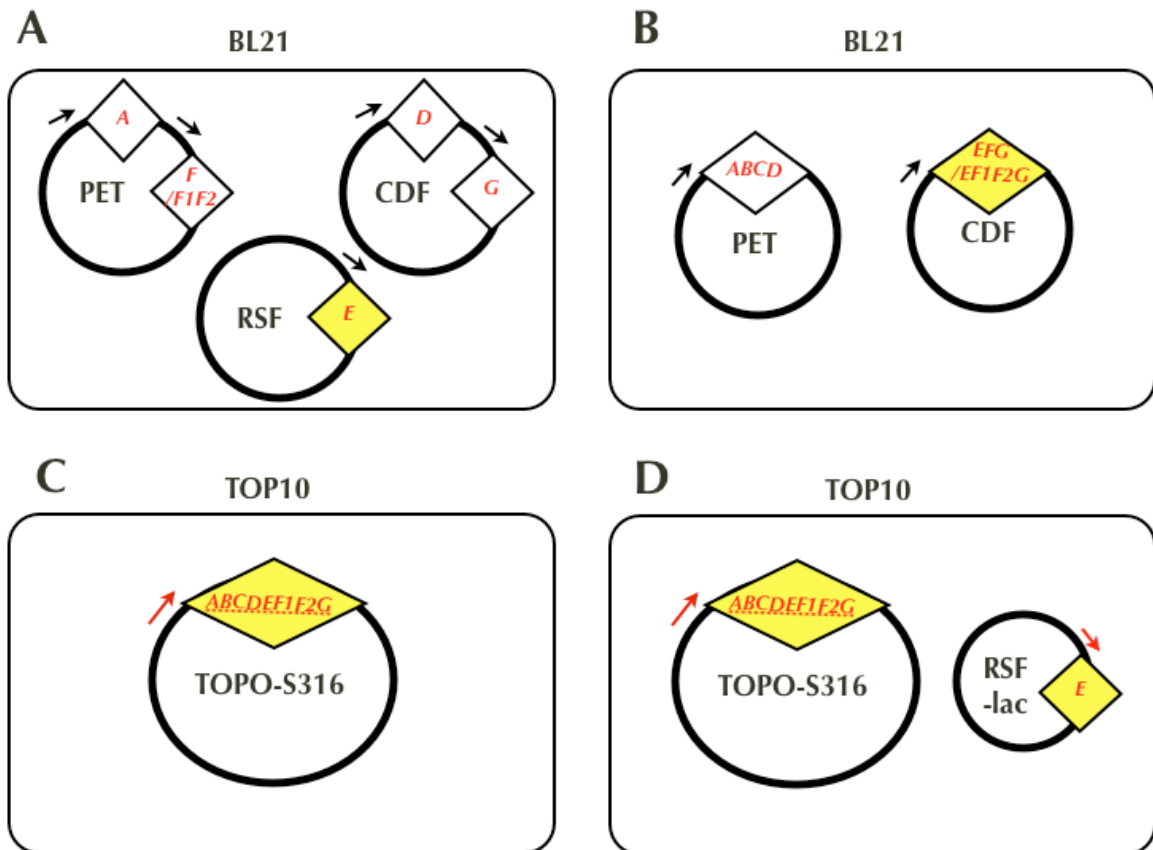 A
BL21
A
F
/F1F2
PET
D
G
CDF
RSF
E
B
BL21
ABCD
PET
EFG
/EF1F2G
CDF
C
TOP10
ABCDEF1F2G
TOPO-S316
D
TOP10
ABCDEF1F2G
TOPO-S316
RSF
-lac
E